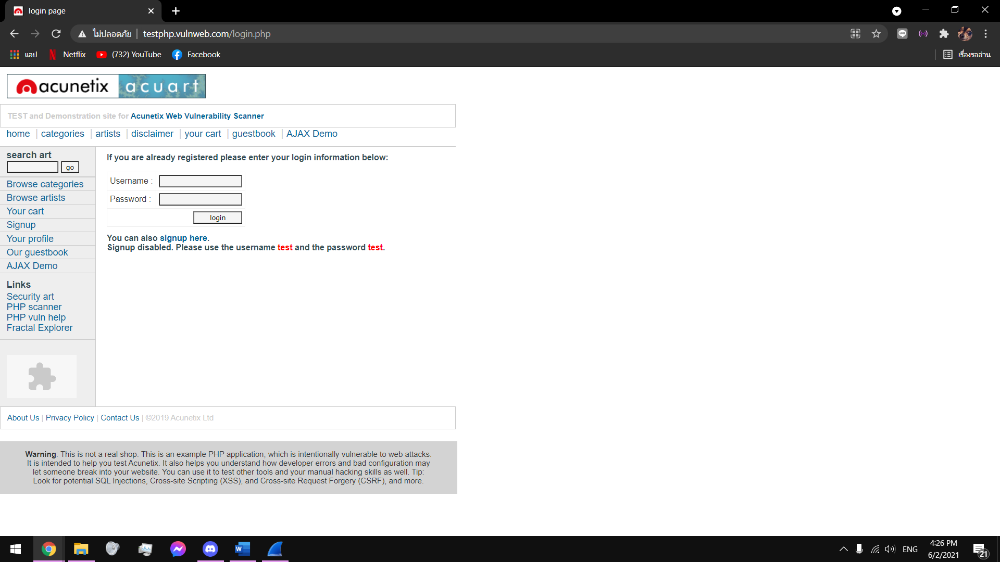 login page
ไม่ปลอดภัย | testphp.vulnweb.com/login.php
แอป Netflix (732) YouTube Facebook เรื่องรออ่าน
acunetix acuart
TEST and Demonstration site for Acunetix Web Vulnerability Scanner
home | categories | artists | disclaimer | your cart | guestbook | AJAX Demo
search art
go
Browse categories
Browse artists
Your cart
Signup
Your profile
Our guestbook
AJAX Demo
Links
Security art
PHP scanner
PHP vuln help
Fractal Explorer
If you are already registered please enter your login information below:
Username :
Password :
login
You can also signup here.
Signup disabled. Please use the username test and the password test.
About Us | Privacy Policy | Contact Us | ©2019 Acunetix Ltd
Warning: This is not a real shop. This is an example PHP application, which is intentionally vulnerable to web attacks.
It is intended to help you test Acunetix. It also helps you understand how developer errors and bad configuration may
let someone break into your website. You can use it to test other tools and your manual hacking skills as well. Tip:
Look for potential SQL Injections, Cross-site Scripting (XSS), and Cross-site Request Forgery (CSRF), and more.
W
ENG
4:26 PM
6/2/2021
21